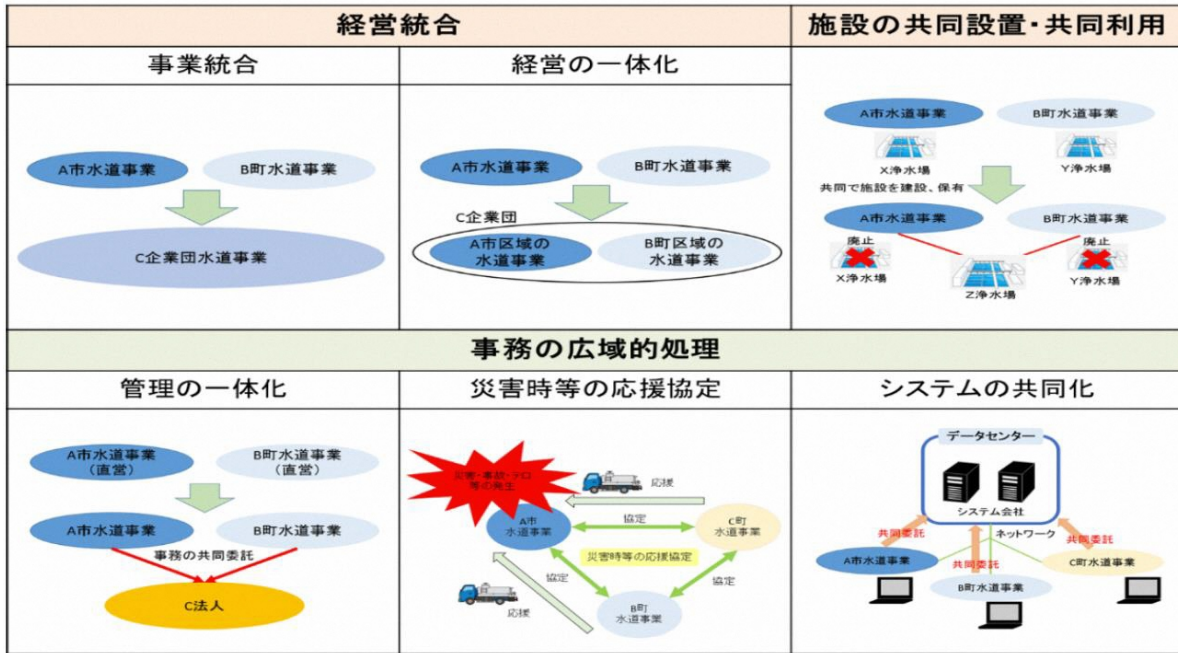 経営統合
施設の共同設置・共同利用
事業統合
経営の一体化
A市水道事業
B町水道事業
C企業団水道事業
A市水道事業
B町水道事業
C企業団
A市区域の
水道事業
B町区域の
水道事業
A市水道事業
B町水道事業
X浄水場
Y浄水場
共同で施設を建設、保有
A市水道事業
B町水道事業
廃止
廃止
X浄水場
Z浄水場
Y浄水場
事務の広域的処理
管理の一体化
災害時等の応援協定
システムの共同化
A市水道事業
(直営)
B町水道事業
(直営)
A市水道事業
B町水道事業
事務の共同委託
C法人
災害・事故・テロ
等の発生
応援
A市
水道事業
協定
C町
水道事業
災害時等の応援協定
協定
協定
応援
B町
水道事業
データセンター
システム会社
ネットワーク
共同委託
共同委託
共同委託
A市水道事業
B町水道事業
C町水道事業